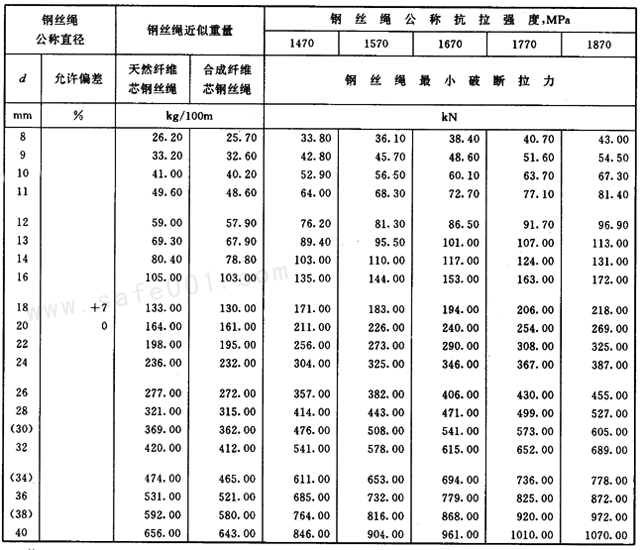 钢丝绳公称直径 钢丝绳近似重量 钢丝绳公称抗拉强度,MPa
1470 1570 1670 1770 1870
d 允许偏差 天然纤维芯钢丝绳 合成纤维芯钢丝绳 钢丝绳最小破断拉力
mm % kg/100m kN
8 26.20 25.70 33.80 36.10 38.40 40.70 43.00
9 33.20 32.60 42.80 45.70 48.60 51.60 54.50
10 41.00 40.20 52.90 56.50 60.10 63.70 67.30
11 49.60 48.60 64.00 68.30 72.70 77.10 81.40
12 59.00 57.90 76.20 81.30 86.50 91.70 96.90
13 69.30 67.90 89.40 95.50 101.00 107.00 113.00
14 80.40 78.80 103.00 110.00 117.00 124.00 131.00
16 105.00 103.00 135.00 144.00 153.00 163.00 172.00
www.safe001.com
18 +7 133.00 130.00 171.00 183.00 194.00 206.00 218.00
20 0 164.00 161.00 211.00 226.00 240.00 254.00 269.00
22 198.00 195.00 256.00 273.00 290.00 308.00 325.00
24 236.00 232.00 304.00 325.00 346.00 367.00 387.00
26 277.00 272.00 357.00 382.00 406.00 430.00 455.00
28 321.00 315.00 414.00 443.00 471.00 499.00 527.00
(30) 369.00 362.00 476.00 508.00 541.00 573.00 605.00
32 420.00 412.00 541.00 578.00 615.00 652.00 689.00
(34) 474.00 465.00 611.00 653.00 694.00 736.00 778.00
36 531.00 521.00 685.00 732.00 779.00 825.00 872.00
(38) 592.00 580.00 764.00 816.00 868.00 920.00 972.00
40 656.00 643.00 846.00 904.00 961.00 1010.00 1070.00